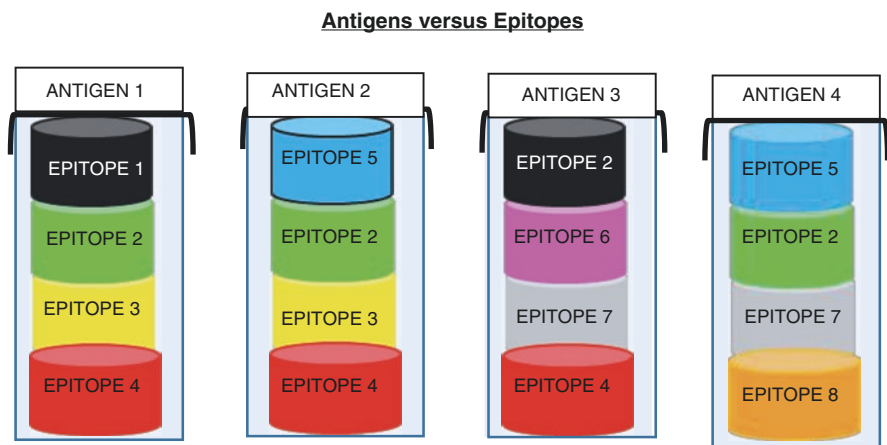 Antigens versus Epitopes
ANTIGEN 1
EPITOPE 1
EPITOPE 2
EPITOPE 3
EPITOPE 4
ANTIGEN 2
EPITOPE 5
EPITOPE 2
EPITOPE 3
EPITOPE 4
ANTIGEN 3
EPITOPE 2
EPITOPE 6
EPITOPE 7
EPITOPE 4
ANTIGEN 4
EPITOPE 5
EPITOPE 2
EPITOPE 7
EPITOPE 8